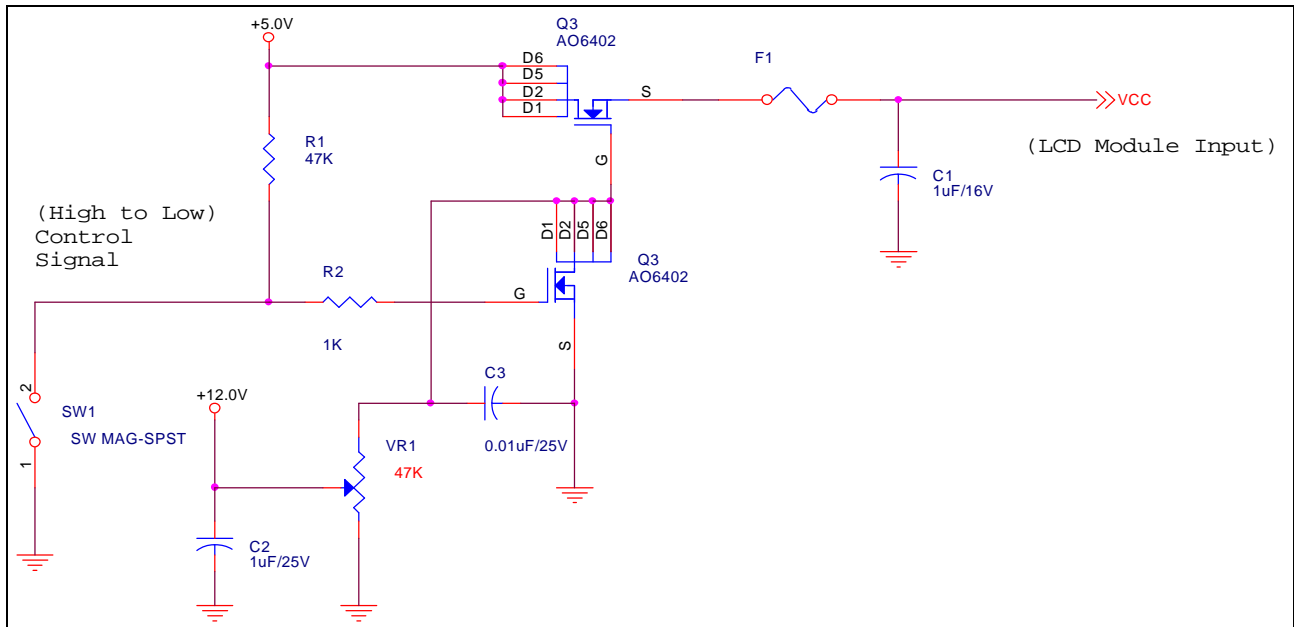 +5.0V
Q3
AO6402
D6
D5
D2
D1
S
G
F1
VCC
(LCD Module Input)
R1
47K
C1
1uF/16V
(High to Low)
Control
Signal
D1
D2
D5
D6
Q3
AO6402
R2
1K
G
S
2
1
SW1
SW MAG-SPST
+12.0V
C3
0.01uF/25V
VR1
47K
C2
1uF/25V